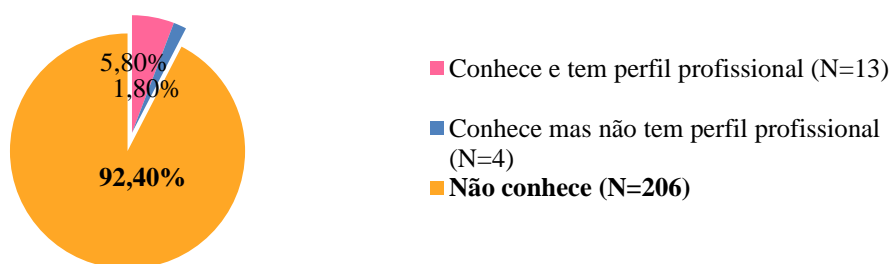 5,80%
1,80%
92,40%
Conhece e tem perfil profissional (N=13)
Conhece mas não tem perfil profissional
(N=4)
Não conhece (N=206)